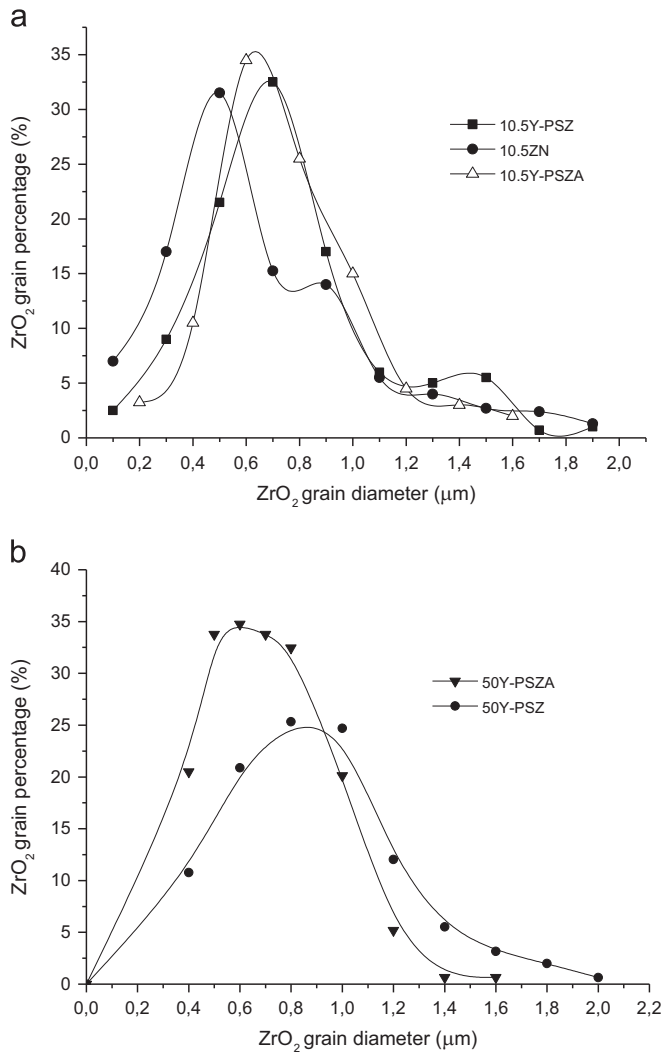 a
35
30
25
20
15
10
5
0
ZrO2 grain percentage (%)
10.5Y-PSZ
10.5ZN
10.5Y-PSZA
0,0 0,2 0,4 0,6 0,8 1,0 1,2 1,4 1,6 1,8 2,0
ZrO2 grain diameter (μm)
b
40
35
30
25
20
15
10
5
0
ZrO2 grain percentage (%)
50Y-PSZA
50Y-PSZ
0,0 0,2 0,4 0,6 0,8 1,0 1,2 1,4 1,6 1,8 2,0 2,2
ZrO2 grain diameter (μm)